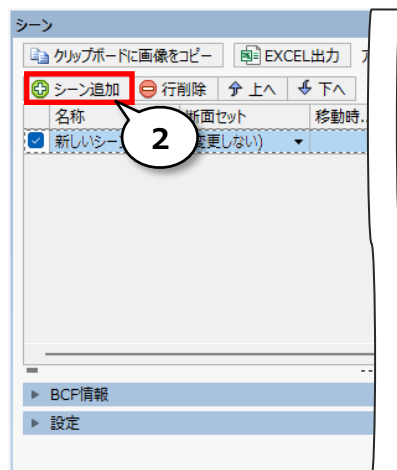 シーン
クリップボードに画像をコピー EXCEL出力
シーン追加 行削除 上へ 下へ
名称 断面セット 移動時..
新しいシー 変更しない)
2
BCF情報
設定